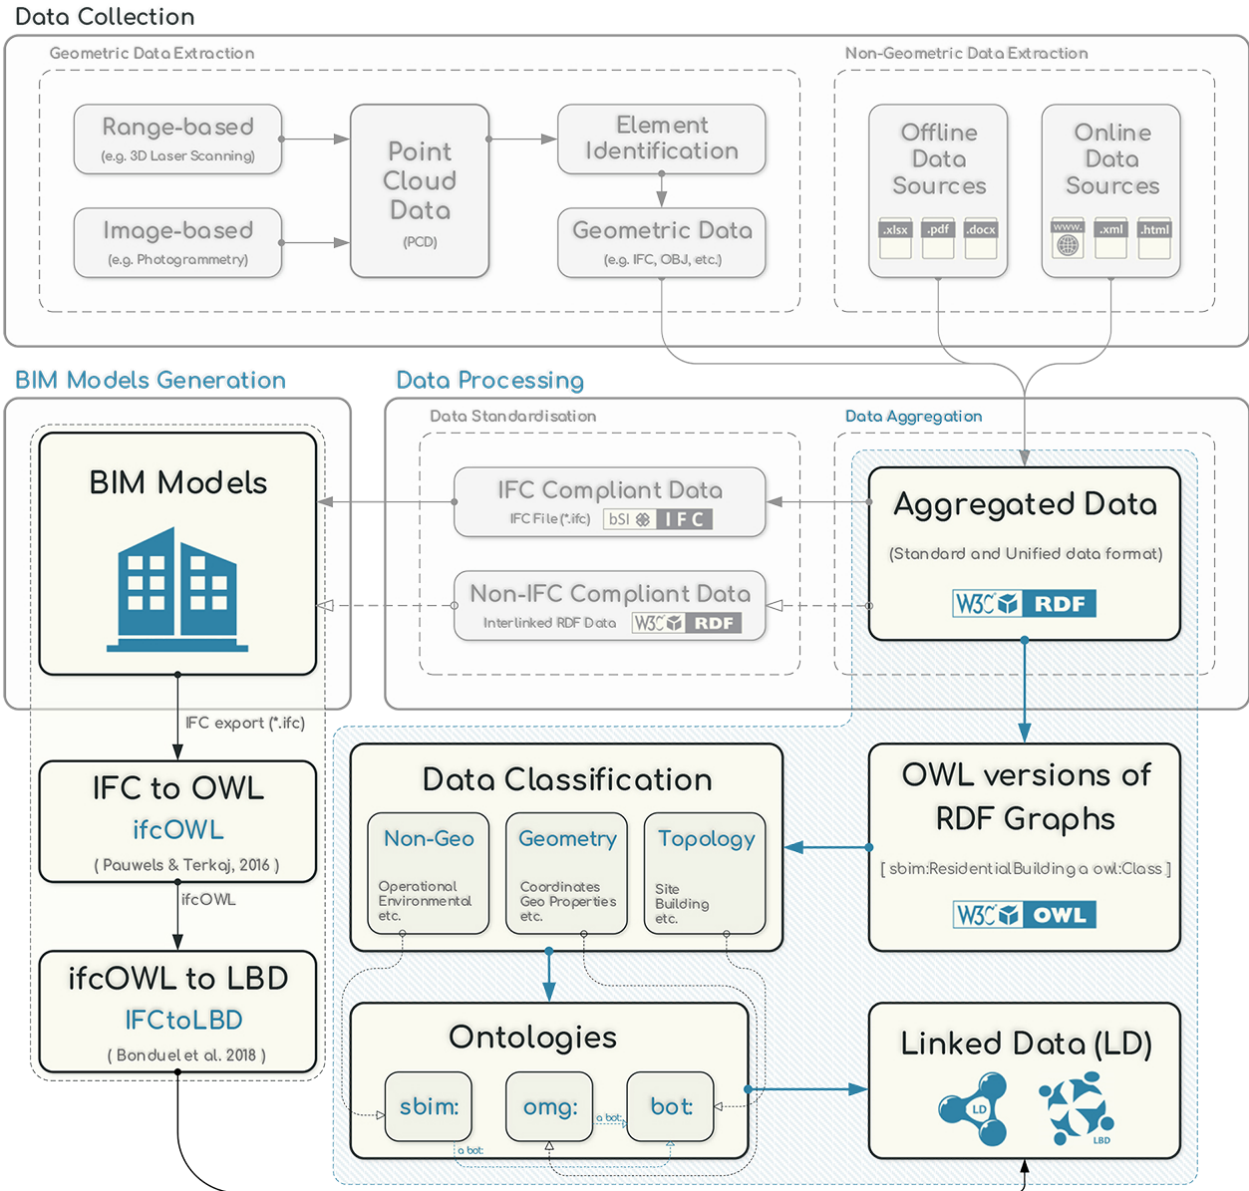 Data Collection
Geometric Data Extraction
Range-based
(e.g. 3D Laser Scanning)
Image-based
(e.g. Photogrammetry)
Point
Cloud
Data
(PCD)
Element
Identification
Geometric Data
(e.g. IFC, OBJ, etc.)
Non-Geometric Data Extraction
Offline
Data
Sources
.xlsx .pdf .docx
Online
Data
Sources
www. .xml .html
BIM Models Generation
BIM Models
IFC export (*.ifc)
IFC to OWL
ifcOWL
( Pauwels & Terkaj, 2016 )
ifcOWL
ifcOWL to LBD
IFCtoLBD
( Bonduel et al. 2018 )
Data Processing
Data Standardisation
IFC Compliant Data
IFC File (*.ifc) bSI IFC
Non-IFC Compliant Data
Interlinked RDF Data W3C RDF
Data Aggregation
Aggregated Data
(Standard and Unified data format)
W3C RDF
OWL versions of
RDF Graphs
[ sbim:ResidentialBuilding a owl:Class ]
W3C OWL
Data Classification
Non-Geo
Operational
Environmental
etc.
Geometry
Coordinates
Geo Properties
etc.
Topology
Site
Building
etc.
Ontologies
sbim:
omg:
bot:
a bot:
a bot:
Linked Data (LD)
LD
LBD